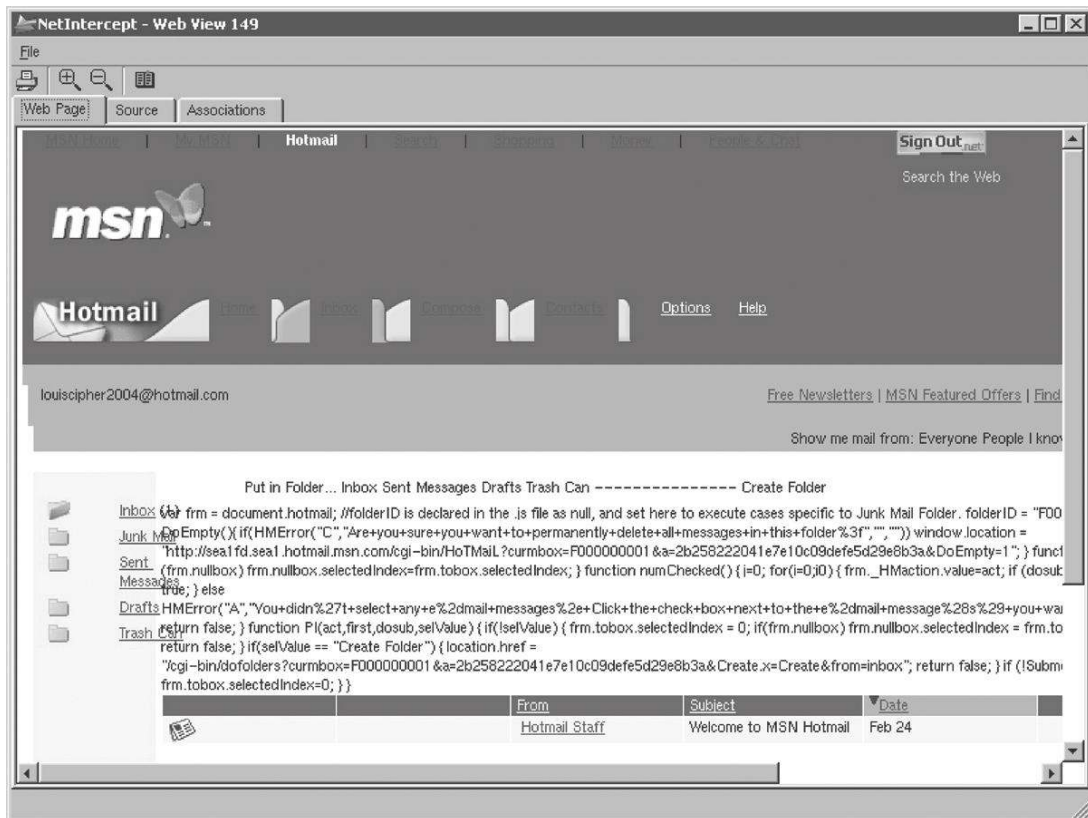 NetIntercept - Web View 149
File
Web Page Source Associations
MSN Home | My MSN | Hotmail | Search | Shopping | Money | People & Chat Sign Out .net
Search the Web
msn.
Hotmail Home Inbox Compose Contacts Options Help
louiscipher2004@hotmail.com Free Newsletters | MSN Featured Offers | Find
Show me mail from: Everyone People I know
Put in Folder... Inbox Sent Messages Drafts Trash Can --------------- Create Folder
Inbox var frm = document.hotmail; //folderID is declared in the .js file as null, and set here to execute cases specific to Junk Mail Folder. folderID = "F00
Junk Mail DoEmpty(){ if(HMError("C","Are+you+sure+you+want+to+permanently+delete+all+messages+in+this+folder%3f","","")) window.location =
Sent "http://sea1fd.sea1.hotmail.msn.com/cgi-bin/HoTMaiL?curmbox=F000000001&a=2b258222041e7e10c09defe5d29e8b3a&DoEmpty=1"; } funct
Messages (frm.nullbox) frm.nullbox.selectedIndex=frm.tobox.selectedIndex; } function numChecked() { j=0; for(i=0;i0) { frm._HMaction.value=act; if (dosub
true; } else
Drafts HMError("A","You+didn%27t+select+any+e%2dmail+messages%2e+Click+the+check+box+next+to+the+e%2dmail+message%28s%29+you+wa
Trash Can return false; } function PI(act,first,dosub,selValue) { if(!selValue) { frm.tobox.selectedIndex = 0; if(frm.nullbox) frm.nullbox.selectedIndex = frm.to
return false; } if(selValue == "Create Folder") { location.href =
"/cgi-bin/dofolders?curmbox=F000000001&a=2b258222041e7e10c09defe5d29e8b3a&Create.x=Create&from=inbox"; return false; } if (!Subm
frm.tobox.selectedIndex=0; } }
From Subject Date
Hotmail Staff Welcome to MSN Hotmail Feb 24